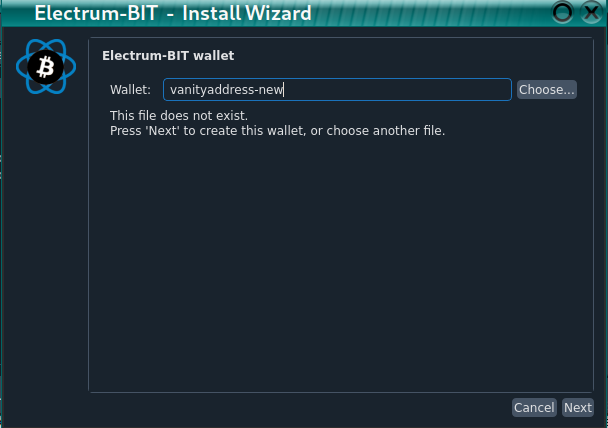 Electrum-BIT - Install Wizard
Electrum-BIT wallet
Wallet: vanityaddress-new Choose...
This file does not exist.
Press 'Next' to create this wallet, or choose another file.
Cancel Next